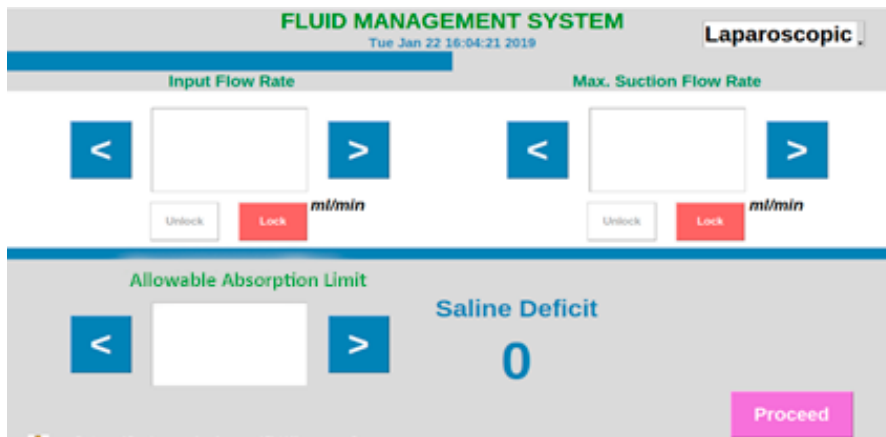 FLUID MANAGEMENT SYSTEM
Tue Jan 22 16:04:21 2019
Laparoscopic
Input Flow Rate
Max. Suction Flow Rate
< >
< >
Unlock Lock ml/min
Unlock Lock ml/min
Allowable Absorption Limit
< >
Saline Deficit
0
Proceed